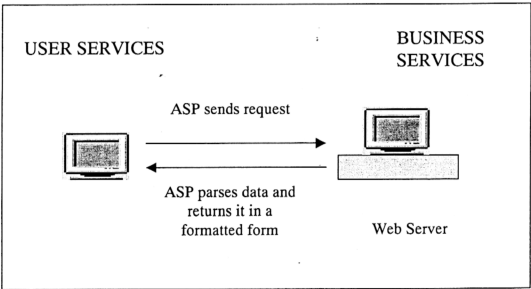 USER SERVICES
BUSINESS
SERVICES
ASP sends request
ASP parses data and
returns it in a
formatted form
Web Server